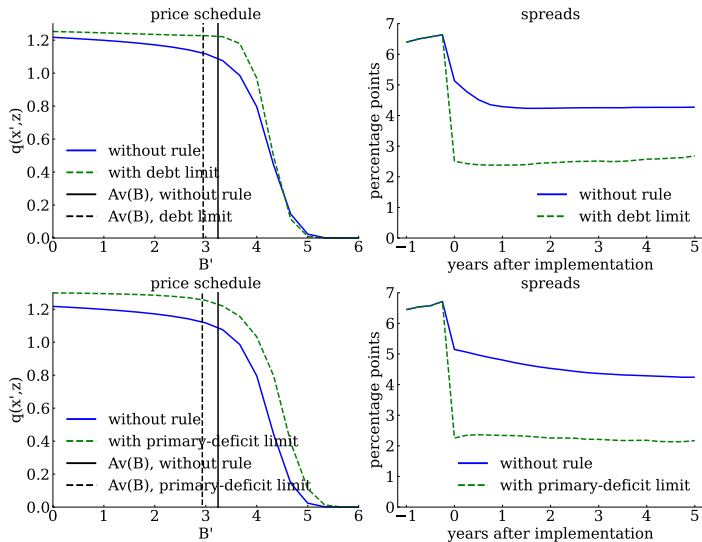 price schedule
q(x',z)
1.2
1.0
0.8
0.6
0.4
0.2
0.0
without rule
with debt limit
Av(B), without rule
Av(B), debt limit
0 1 2 3 4 5 6
B'
spreads
percentage points
7
6
5
4
3
2
1
0
without rule
with debt limit
−1 0 1 2 3 4 5
years after implementation
price schedule
q(x',z)
1.2
1.0
0.8
0.6
0.4
0.2
0.0
without rule
with primary-deficit limit
Av(B), without rule
Av(B), primary-deficit limit
0 1 2 3 4 5 6
B'
spreads
percentage points
7
6
5
4
3
2
1
0
without rule
with primary-deficit limit
−1 0 1 2 3 4 5
years after implementation